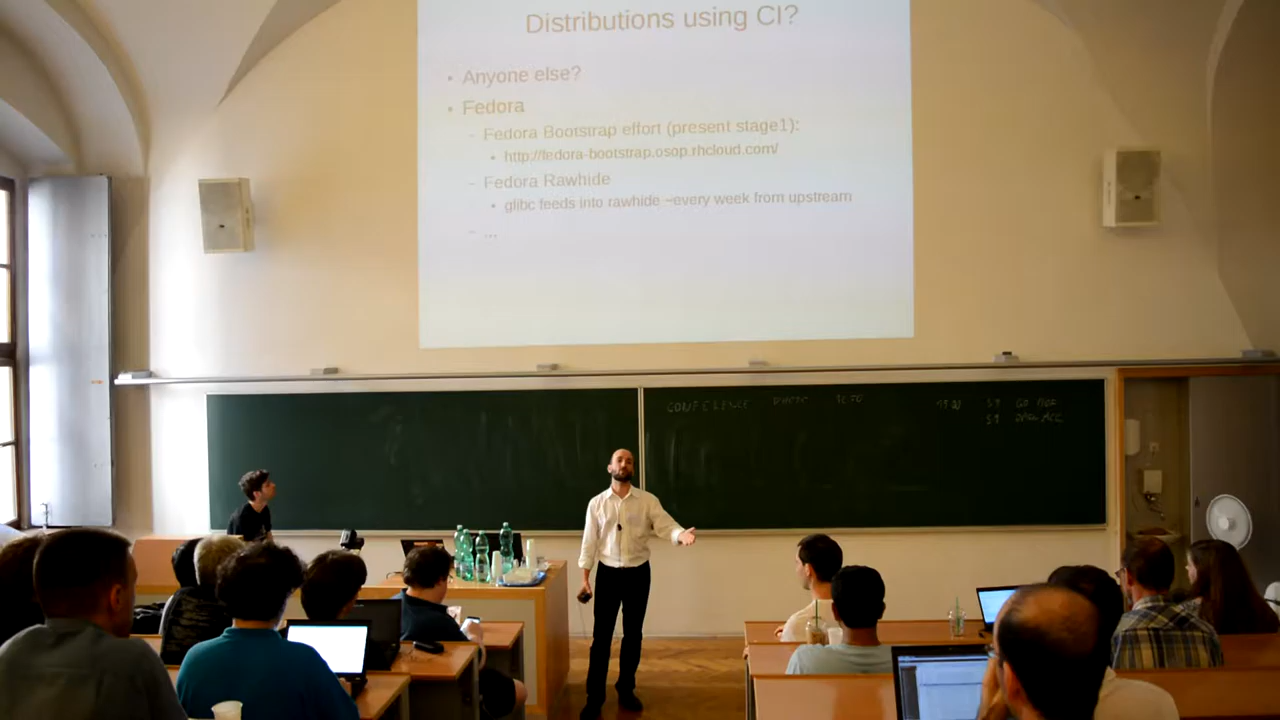 Distributions using CI?
• Anyone else?
• Fedora
– Fedora Bootstrap effort (present stage1):
• http://fedora-bootstrap.osop.rhcloud.com/
– Fedora Rawhide
• glibc feeds into rawhide ~every week from upstream
– ...
CONFERENCE